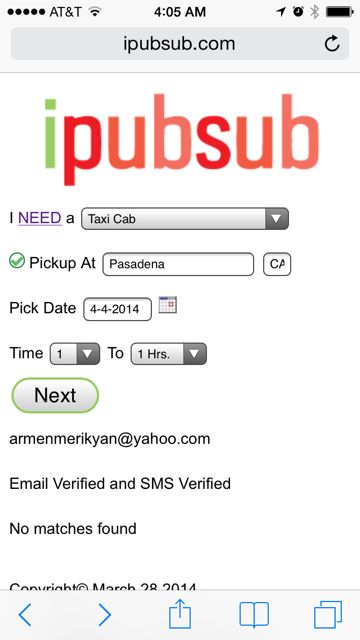 AT&T 4:05 AM
ipubsub.com
ipubsub
I NEED a Taxi Cab
Pickup At Pasadena CA
Pick Date 4-4-2014
Time 1 To 1 Hrs.
Next
armenmerikyan@yahoo.com
Email Verified and SMS Verified
No matches found
Copyright© March 28 2014